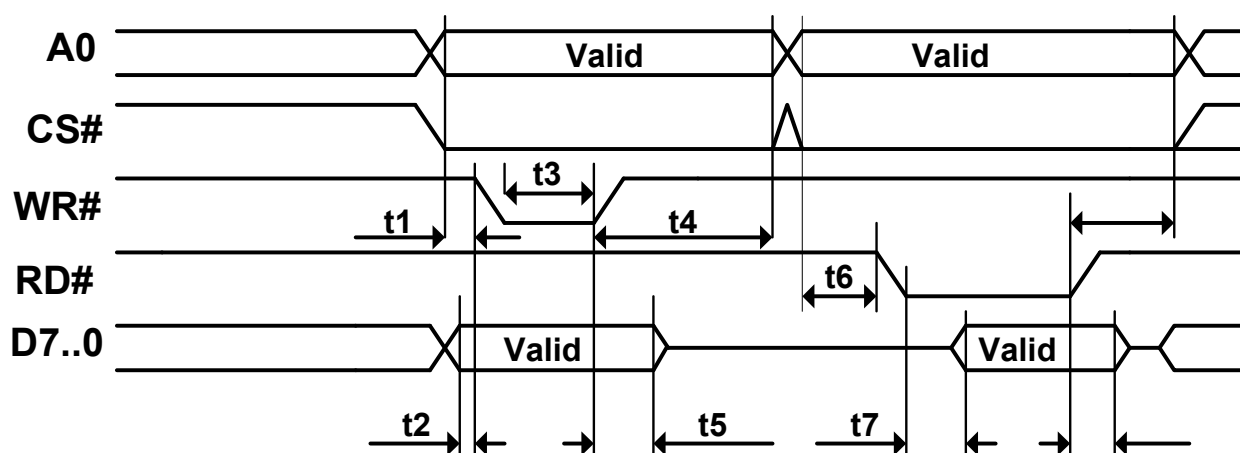 A0 Valid Valid
CS#
WR# t3
t1 t4
RD# t6
D7..0 Valid Valid
t2 t5 t7